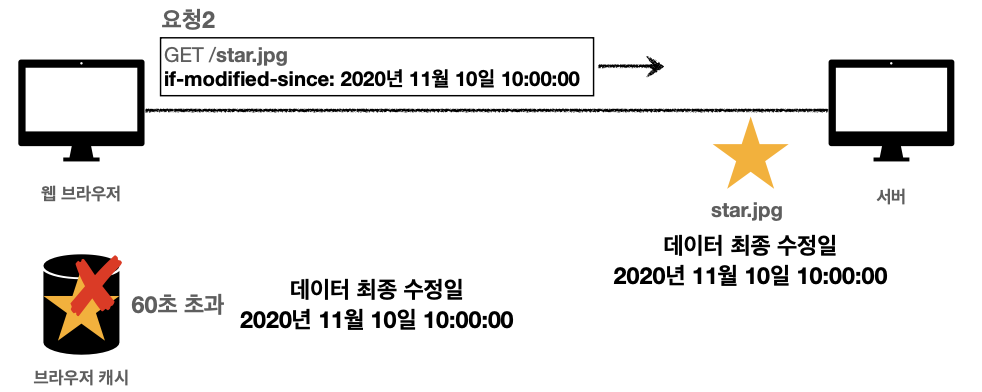 요청2
GET /star.jpg
if-modified-since: 2020년 11월 10일 10:00:00
웹 브라우저
서버
star.jpg
데이터 최종 수정일
2020년 11월 10일 10:00:00
60초 초과
데이터 최종 수정일
2020년 11월 10일 10:00:00
브라우저 캐시